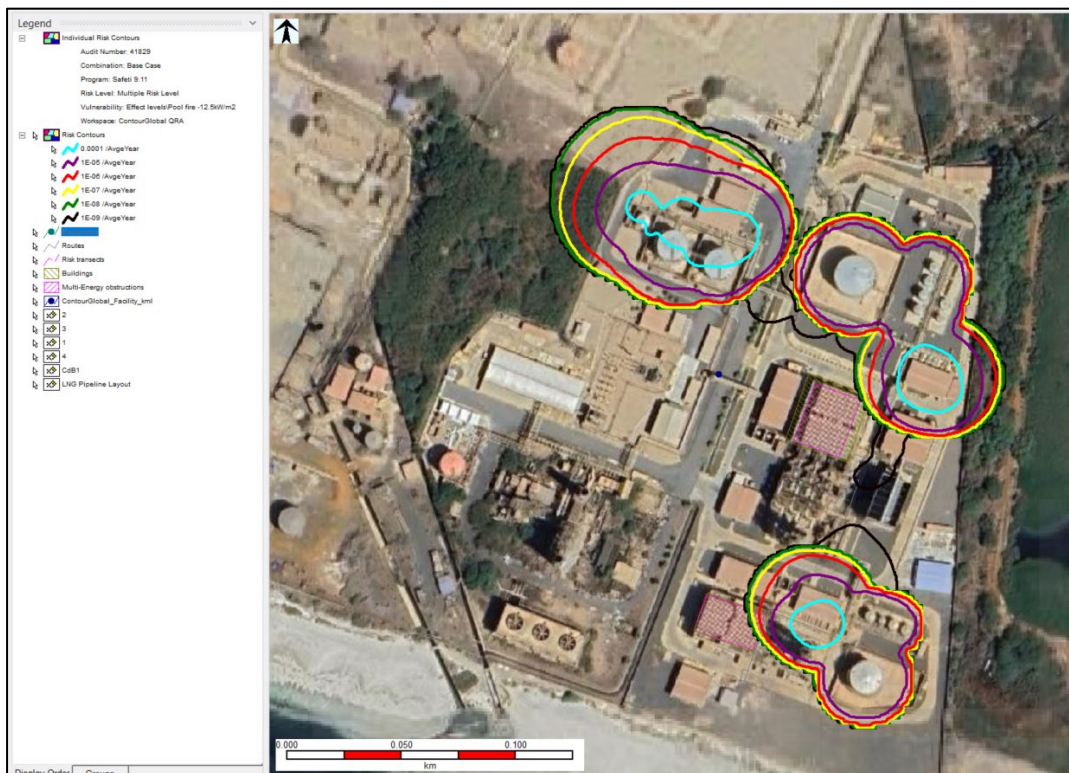 Legend
Individual Risk Contours
Audit Number: 41829
Combination: Base Case
Program: Safeti 9.11
Risk Level: Multiple Risk Level
Vulnerability: Effect levels\Pool fire -12.5kW/m2
Workspace: ContourGlobal QRA
Risk Contours
0.0001 /AvgeYear
1E-05 /AvgeYear
1E-06 /AvgeYear
1E-07 /AvgeYear
1E-08 /AvgeYear
1E-09 /AvgeYear
Routes
Risk transects
Buildings
Multi-Energy obstructions
ContourGlobal_Facility_kml
2
3
1
4
CdB1
LNG Pipeline Layout
0.000 0.050 0.100
km
Display Order Groups